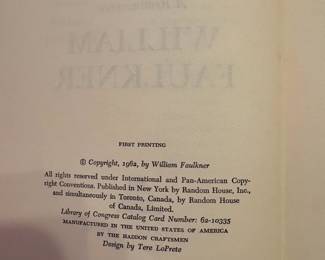 WILLIAM
FAULKNER
FIRST PRINTING
© Copyright, 1962, by William Faulkner
All rights reserved under International and Pan-American Copy-
right Conventions. Published in New York by Random House, Inc.,
and simultaneously in Toronto, Canada, by Random House
of Canada, Limited.
Library of Congress Catalog Card Number: 62-10335
MANUFACTURED IN THE UNITED STATES OF AMERICA
BY THE HADDON CRAFTSMEN
Design by Tere LoPrete